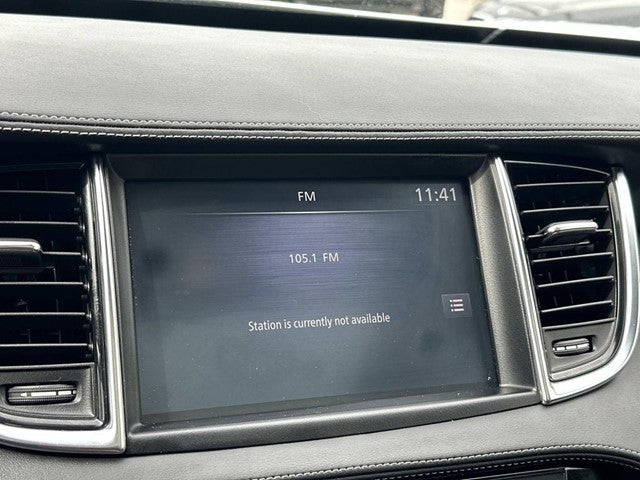 FM 11:41
105.1 FM
Station is currently not available